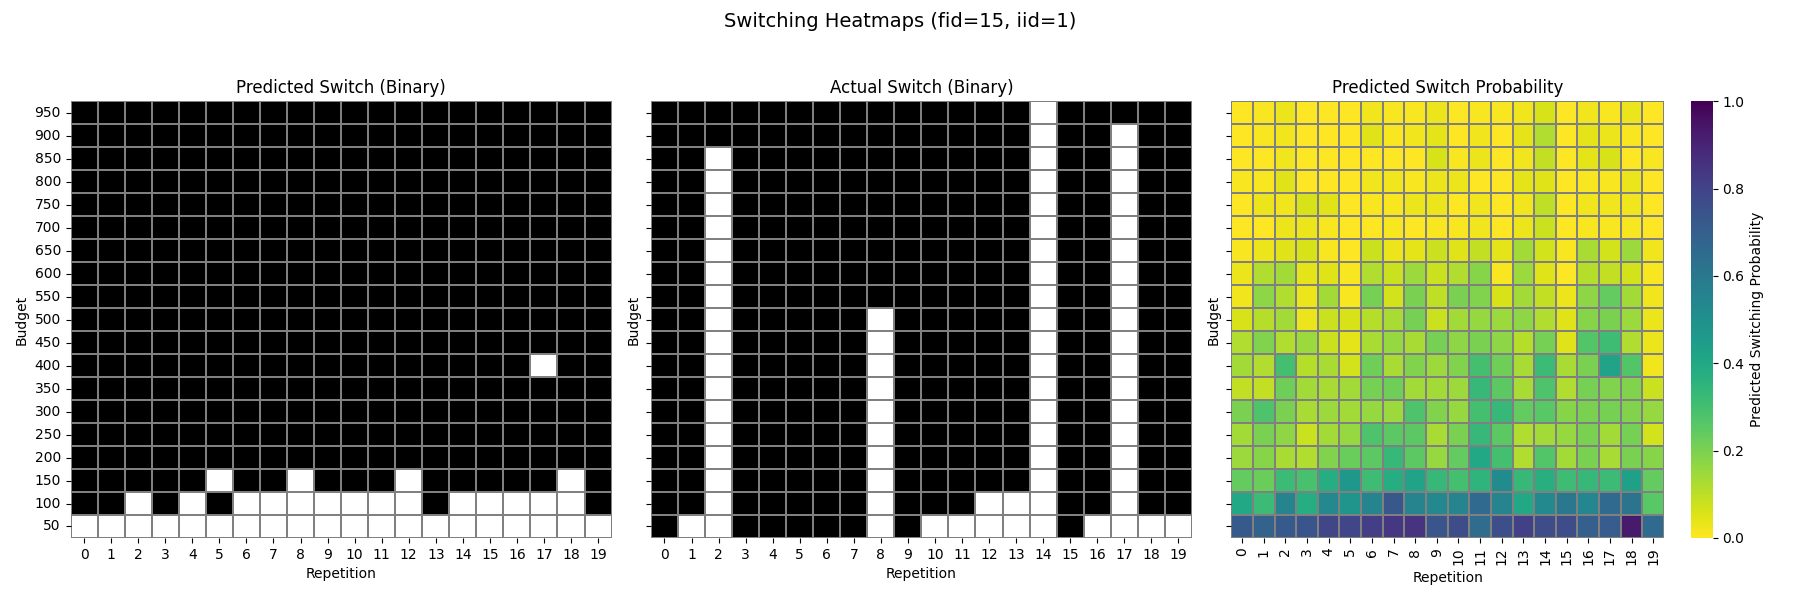 Switching Heatmaps (fid=15, iid=1)
Predicted Switch (Binary)
Budget
950
900
850
800
750
700
650
600
550
500
450
400
350
300
250
200
150
100
50
0 1 2 3 4 5 6 7 8 9 10 11 12 13 14 15 16 17 18 19
Repetition
Actual Switch (Binary)
Budget
0 1 2 3 4 5 6 7 8 9 10 11 12 13 14 15 16 17 18 19
Repetition
Predicted Switch Probability
Budget
0 1 2 3 4 5 6 7 8 9 10 11 12 13 14 15 16 17 18 19
Repetition
1.0
0.8
0.6
0.4
0.2
0.0
Predicted Switching Probability